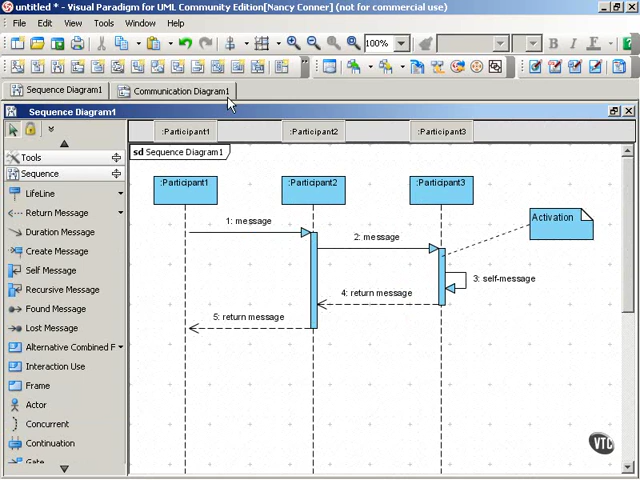 untitled * - Visual Paradigm for UML Community Edition[Nancy Conner] (not for commercial use)
File Edit View Tools Window Help
100%
B I
Sequence Diagram1 Communication Diagram1
Sequence Diagram1
:Participant1 :Participant2 :Participant3
Tools
sd Sequence Diagram1
Sequence
:Participant1 :Participant2 :Participant3
LifeLine
Return Message
1: message
Activation
Duration Message
2: message
Create Message
Self Message
3: self-message
Recursive Message
4: return message
Found Message
5: return message
Lost Message
Alternative Combined F
Interaction Use
Frame
Actor
Concurrent
Continuation
Gate
VTC